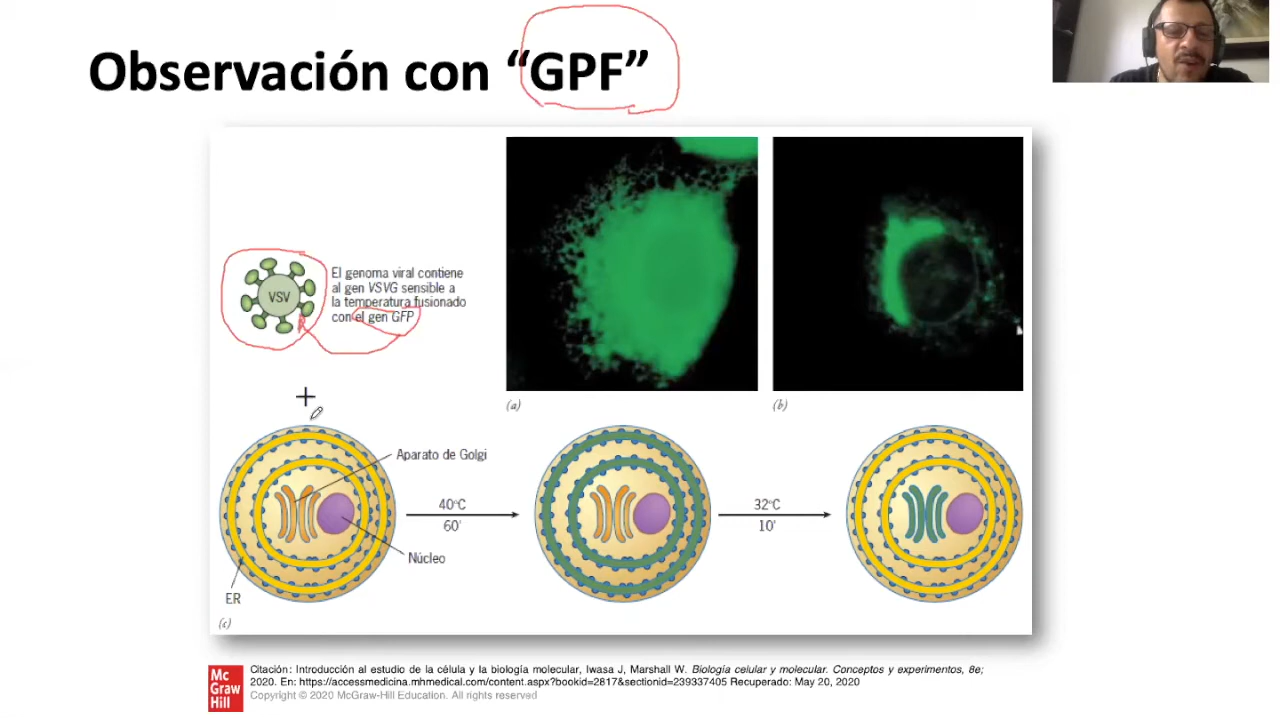 Observación con “GPF”
VSV
El genoma viral contiene
al gen VSVG sensible a
la temperatura fusionado
con el gen GFP
(a)
(b)
+
Aparato de Golgi
40°C
60'
32°C
10'
Núcleo
ER
(c)
Mc
Graw
Hill
Citación: Introducción al estudio de la célula y la biología molecular, Iwasa J, Marshall W. Biología celular y molecular. Conceptos y experimentos, 8e;
2020. En: https://accessmedicina.mhmedical.com/content.aspx?bookid=2817&sectionid=239337405 Recuperado: May 20, 2020
Copyright © 2020 McGraw-Hill Education. All rights reserved